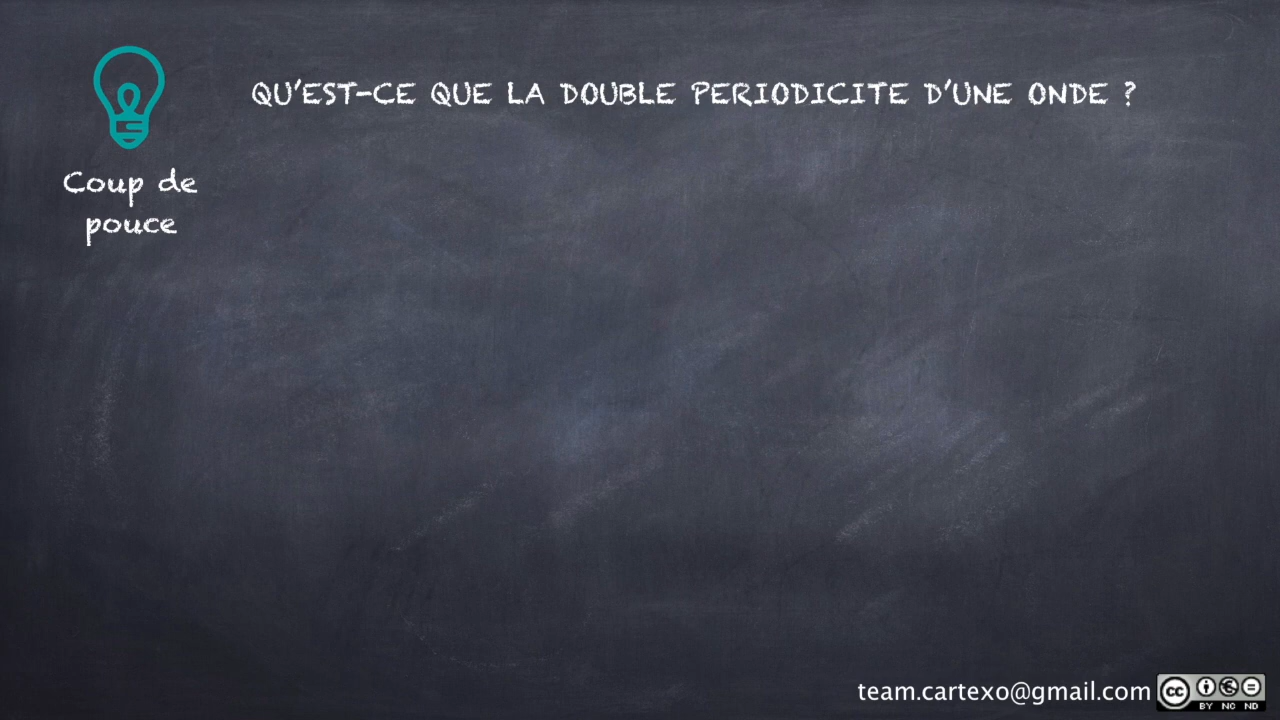 QU'EST-CE QUE LA DOUBLE PERIODICITE D'UNE ONDE ?
Coup de
pouce
team.cartexo@gmail.com
cc
BY NC ND